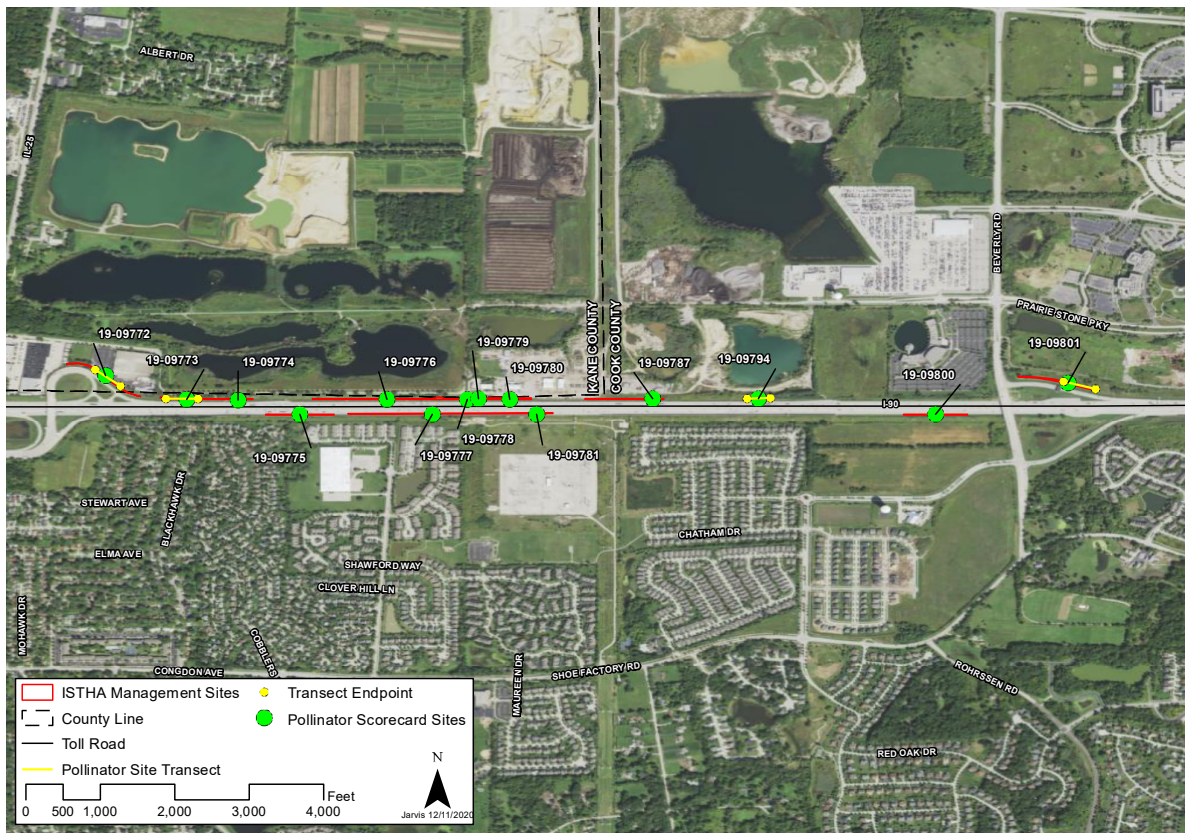 ALBERT DR
IL-25
BEVERLY RD
KANE COUNTY
COOK COUNTY
PRAIRIE STONE PKY
19-09772
19-09773
19-09774
19-09776
19-09779
19-09780
19-09787
19-09794
19-09800
19-09801
I-90
19-09775
19-09777
19-09778
19-09781
STEWART AVE
BLACKHAWK DR
ELMA AVE
SHAWFORD WAY
CLOVER HILL LN
CHATHAM DR
MOHAWK DR
COBBLERS
CONGDON AVE
MAUREEN DR
SHOE FACTORY RD
ROHRSSEN RD
RED OAK DR
ISTHA Management Sites
County Line
Toll Road
Pollinator Site Transect
Transect Endpoint
Pollinator Scorecard Sites
N
Feet
0 500 1,000 2,000 3,000 4,000
Jarvis 12/11/2020